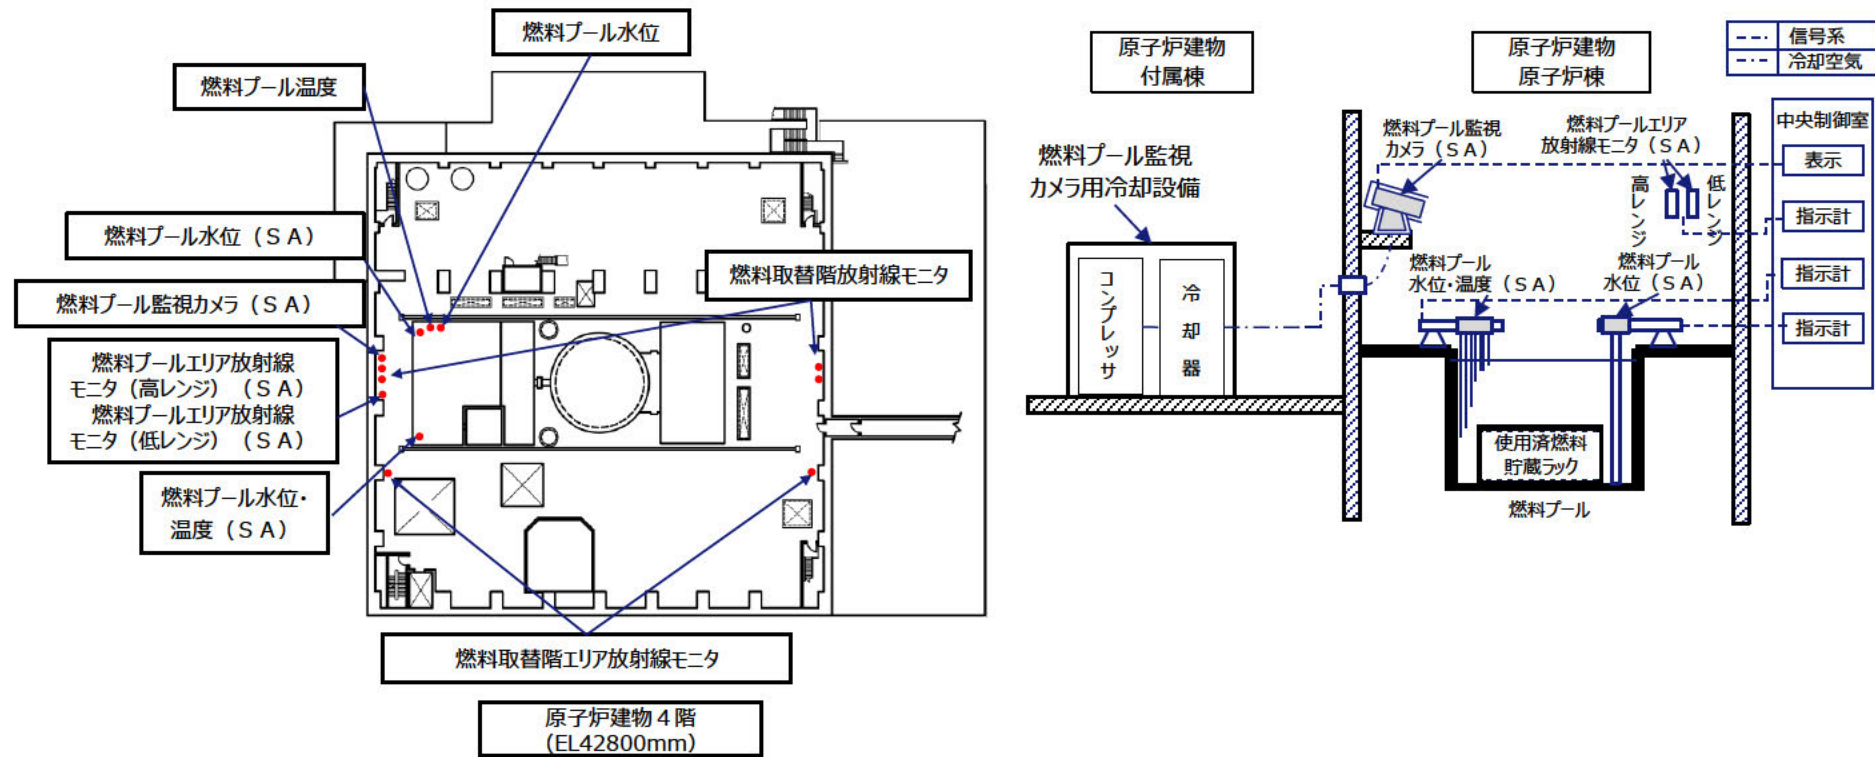 燃料プール水位
燃料プール温度
燃料プール水位（ＳＡ）
燃料プール監視カメラ（ＳＡ）
燃料プールエリア放射線
モニタ（高レンジ）（ＳＡ）
燃料プールエリア放射線
モニタ（低レンジ）（ＳＡ）
燃料プール水位・
温度（ＳＡ）
燃料取替階放射線モニタ
燃料取替階エリア放射線モニタ
原子炉建物４階
(EL42800mm)
原子炉建物
付属棟
原子炉建物
原子炉棟
信号系
冷却空気
燃料プール監視
カメラ用冷却設備
コンプレッサ
冷却器
燃料プール監視
カメラ（ＳＡ）
燃料プールエリア
放射線モニタ（ＳＡ）
高レンジ
低レンジ
燃料プール
水位・温度（ＳＡ）
燃料プール
水位（ＳＡ）
使用済燃料
貯蔵ラック
燃料プール
中央制御室
表示
指示計
指示計
指示計